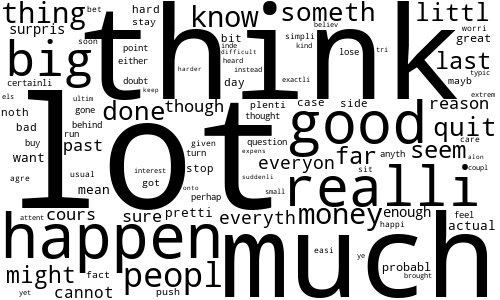 thing bet hard know someth littl
surpris stay believ worri
think
soon point bit simpli great
big inde kind lose tri last
either difficult heard typic
certainli doubt harder instead day exactli mayb
keep extrem
els ultim though plenti case side reason
noth gone done thought good quit
lot
bad behind run past given question care
buy turn everyon far anyth seem alon
want expens coupl
agre usual interest stop suddenli sit
mean got onto perhap small realli
attent cours sure pretti everyth money enough feel
happen happi actual
much
might fact peopl easi ye probabl
brought
yet cannot push